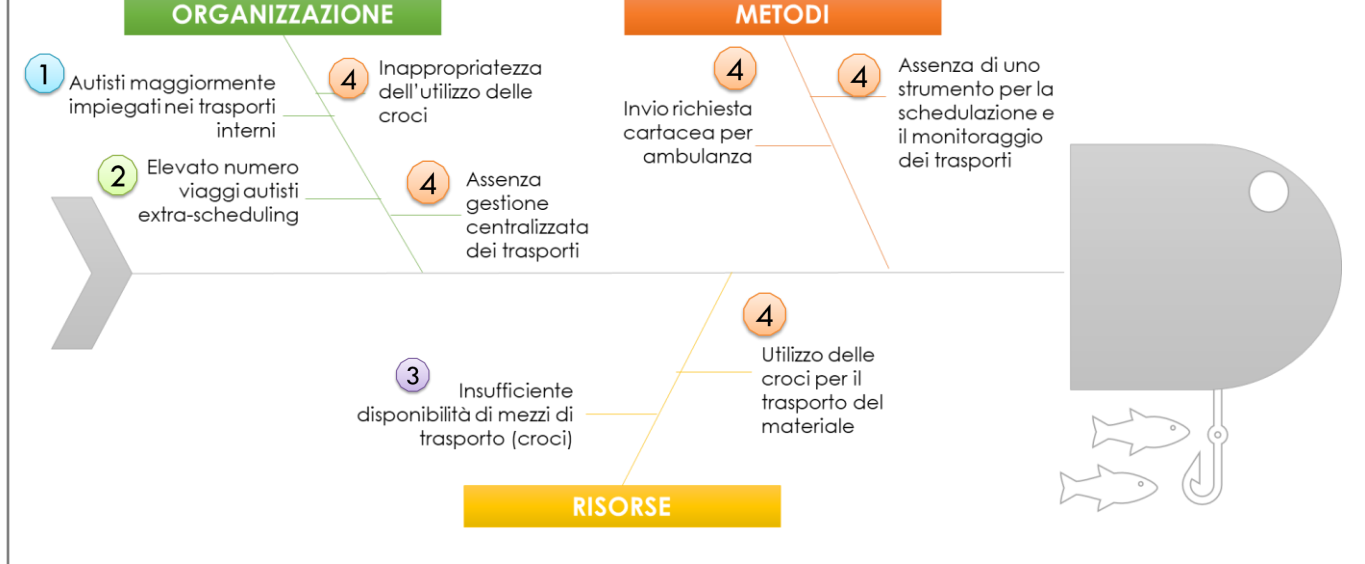 ORGANIZZAZIONE
METODI
1
Autisti maggiormente
impiegati nei trasporti
interni
4
Inappropriatezza
dell'utilizzo delle
croci
2
Elevato numero
viaggi autisti
extra-scheduling
4
Assenza
gestione
centralizzata
dei trasporti
4
Invio richiesta
cartacea per
ambulanza
4
Assenza di uno
strumento per la
schedulazione e
il monitoraggio
dei trasporti
3
Insufficiente
disponibilità di mezzi di
trasporto (croci)
4
Utilizzo delle
croci per il
trasporto del
materiale
RISORSE